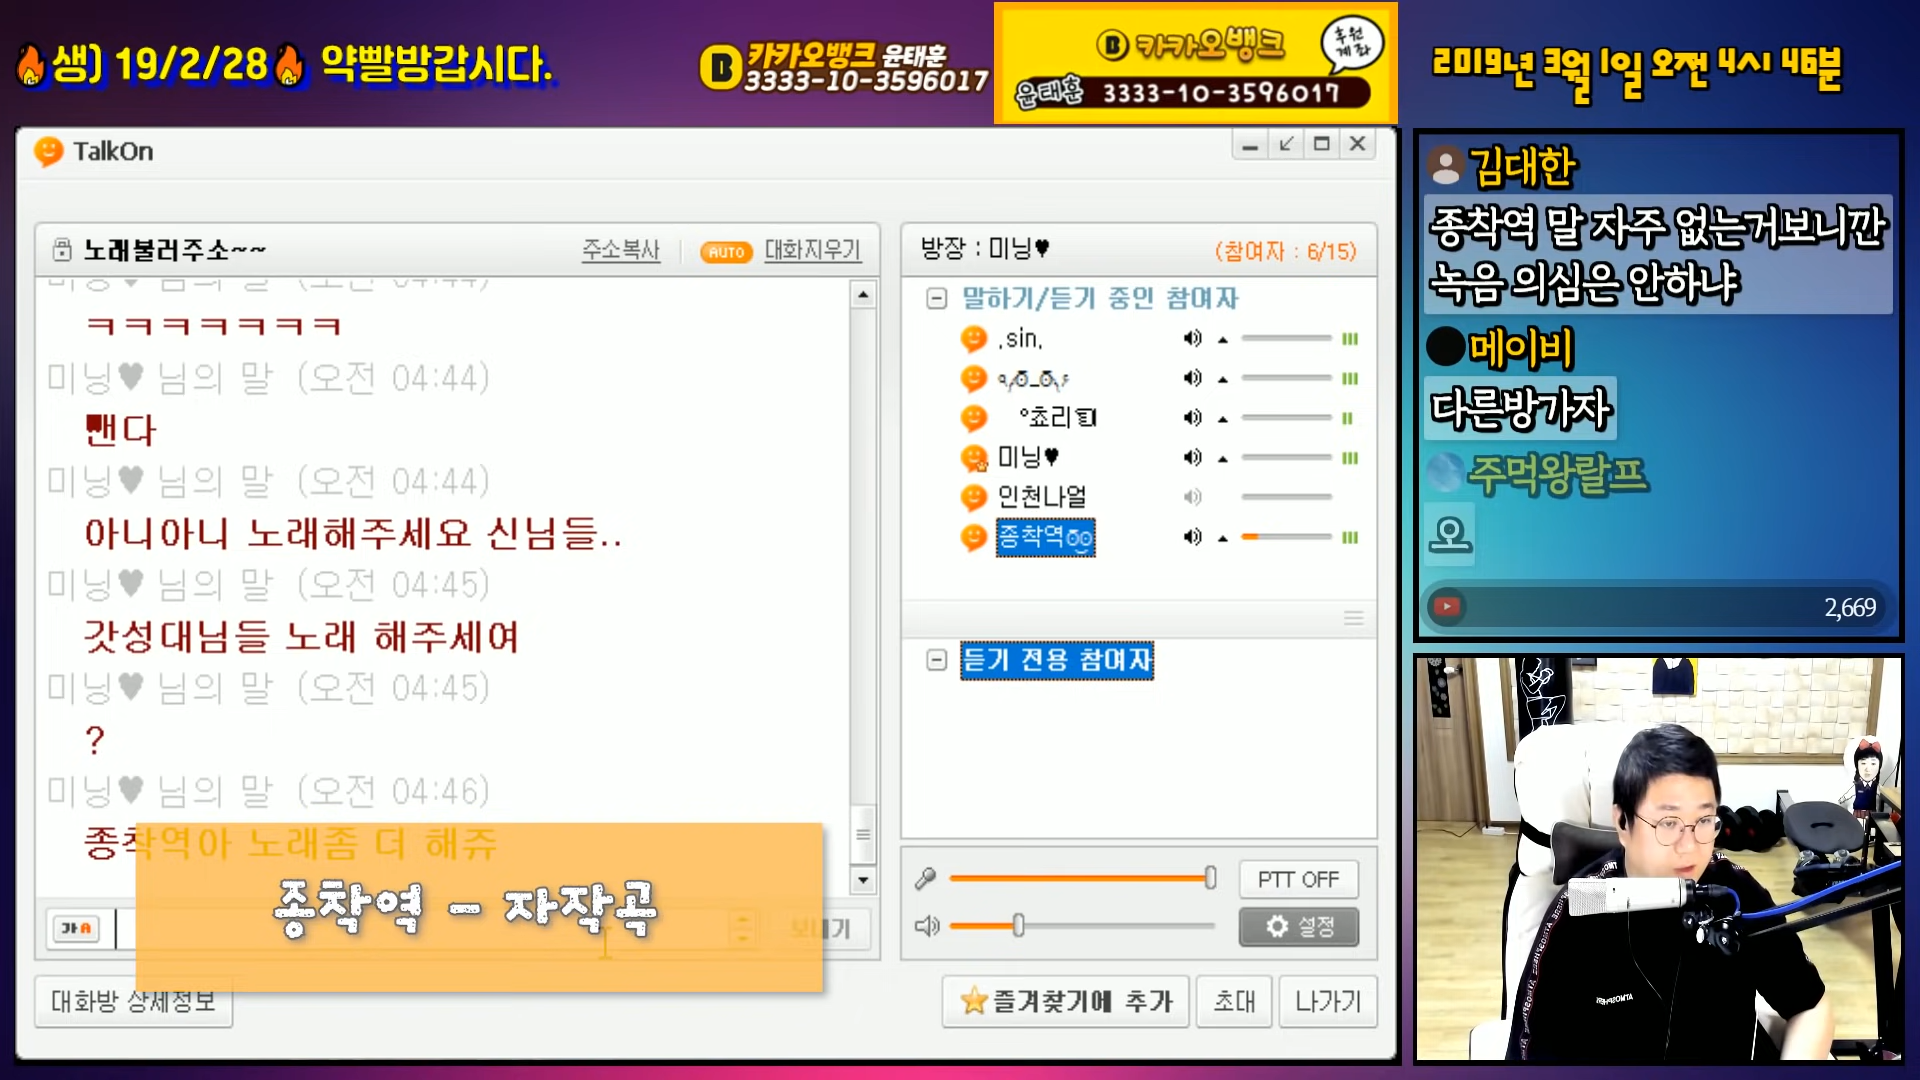 생) 19/2/28 약빨방갑시다.
카카오뱅크 윤태훈
3333-10-3596017
카카오뱅크
후원
계좌
윤태훈 3333-10-3596017
2019년 3월 1일 오전 4시 46분
TalkOn
노래불러주소~~
주소복사
AUTO 대화지우기
ㅋㅋㅋㅋㅋㅋㅋ
미닝♥ 님의 말 (오전 04:44)
뺀다
미닝♥ 님의 말 (오전 04:44)
아니아니 노래해주세요 신님들..
미닝♥ 님의 말 (오전 04:45)
갓성대님들 노래 해주세여
미닝♥ 님의 말 (오전 04:45)
?
미닝♥ 님의 말 (오전 04:46)
종착역아 노래좀 더 해쥬
종착역 - 자작곡
가A
보내기
대화방 상세정보
방장 : 미닝♥
(참여자 : 6/15)
말하기/듣기 중인 참여자
,sin,
°쵸리
미닝♥
인천나얼
종착역
듣기 전용 참여자
PTT OFF
설정
즐겨찾기에 추가
초대
나가기
김대한
종착역 말 자주 없는거보니깐
녹음 의심은 안하냐
메이비
다른방가자
주먹왕랄프
오
2,669